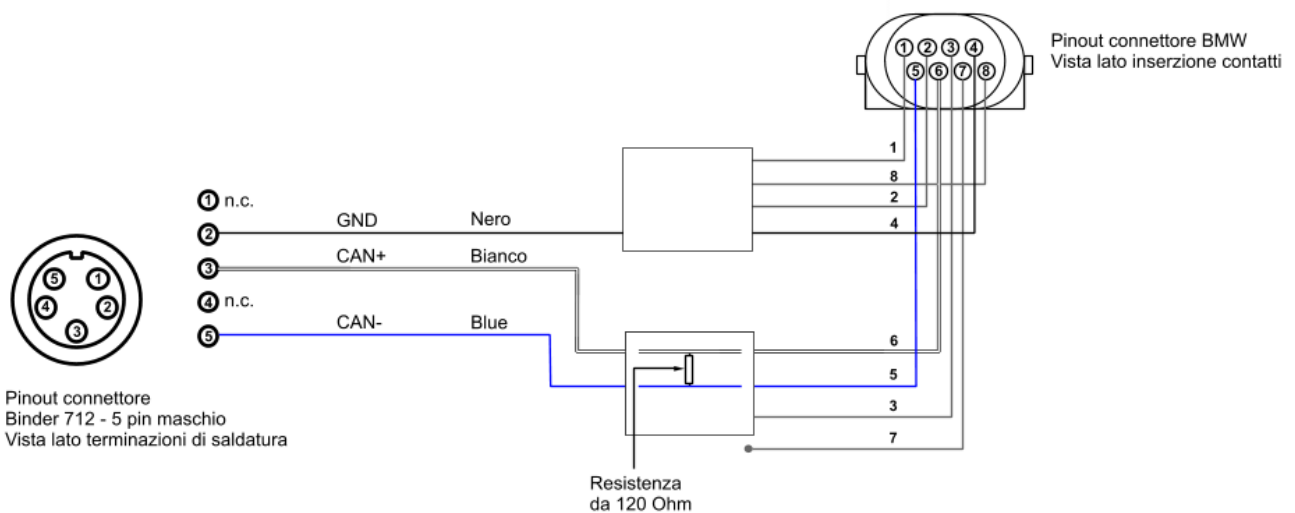 Pinout connettore BMW
Vista lato inserzione contatti
1 2 3 4
5 6 7 8
1
8
2
4
1 n.c.
2 GND Nero
3 CAN+ Bianco
4 n.c.
5 CAN- Blue
5 1
4 2
3
6
5
3
7
Pinout connettore
Binder 712 - 5 pin maschio
Vista lato terminazioni di saldatura
Resistenza
da 120 Ohm